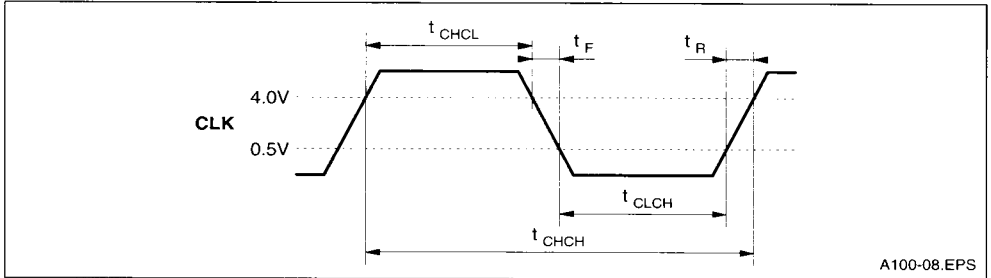 t CHCL
t F
t R
4.0V
CLK
0.5V
t CLCH
t CHCH
A100-08.EPS